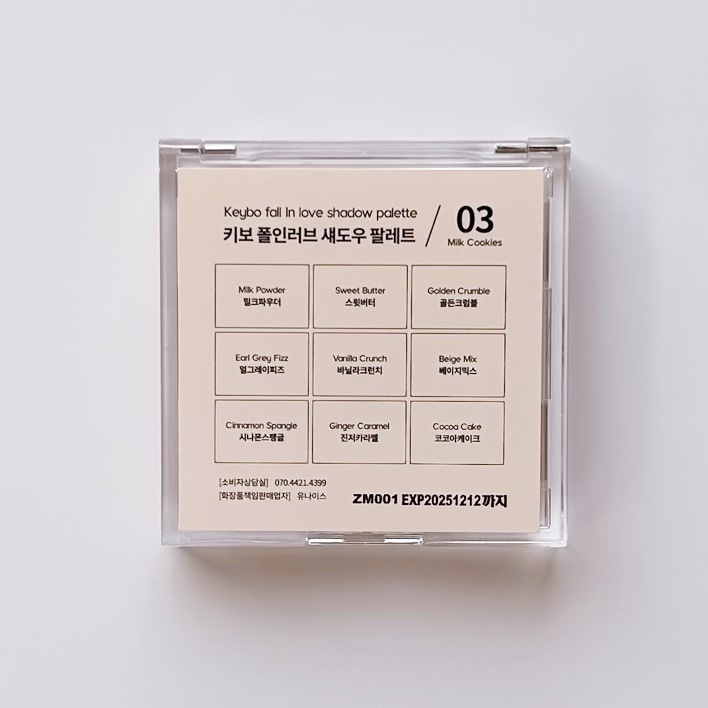 Keybo fall In love shadow palette
키보 폴인러브 섀도우 팔레트
03
Milk Cookies
Milk Powder
밀크파우더
Sweet Butter
스윗버터
Golden Crumble
골든크럼블
Earl Grey Fizz
얼그레이피즈
Vanilla Crunch
바닐라크런치
Beige Mix
베이지믹스
Cinnamon Spangle
시나몬스팽글
Ginger Caramel
진저카라멜
Cocoa Cake
코코아케이크
[소비자상담실] 070.4421.4399
[화장품책임판매업자] 유나이스
ZM001 EXP20251212까지